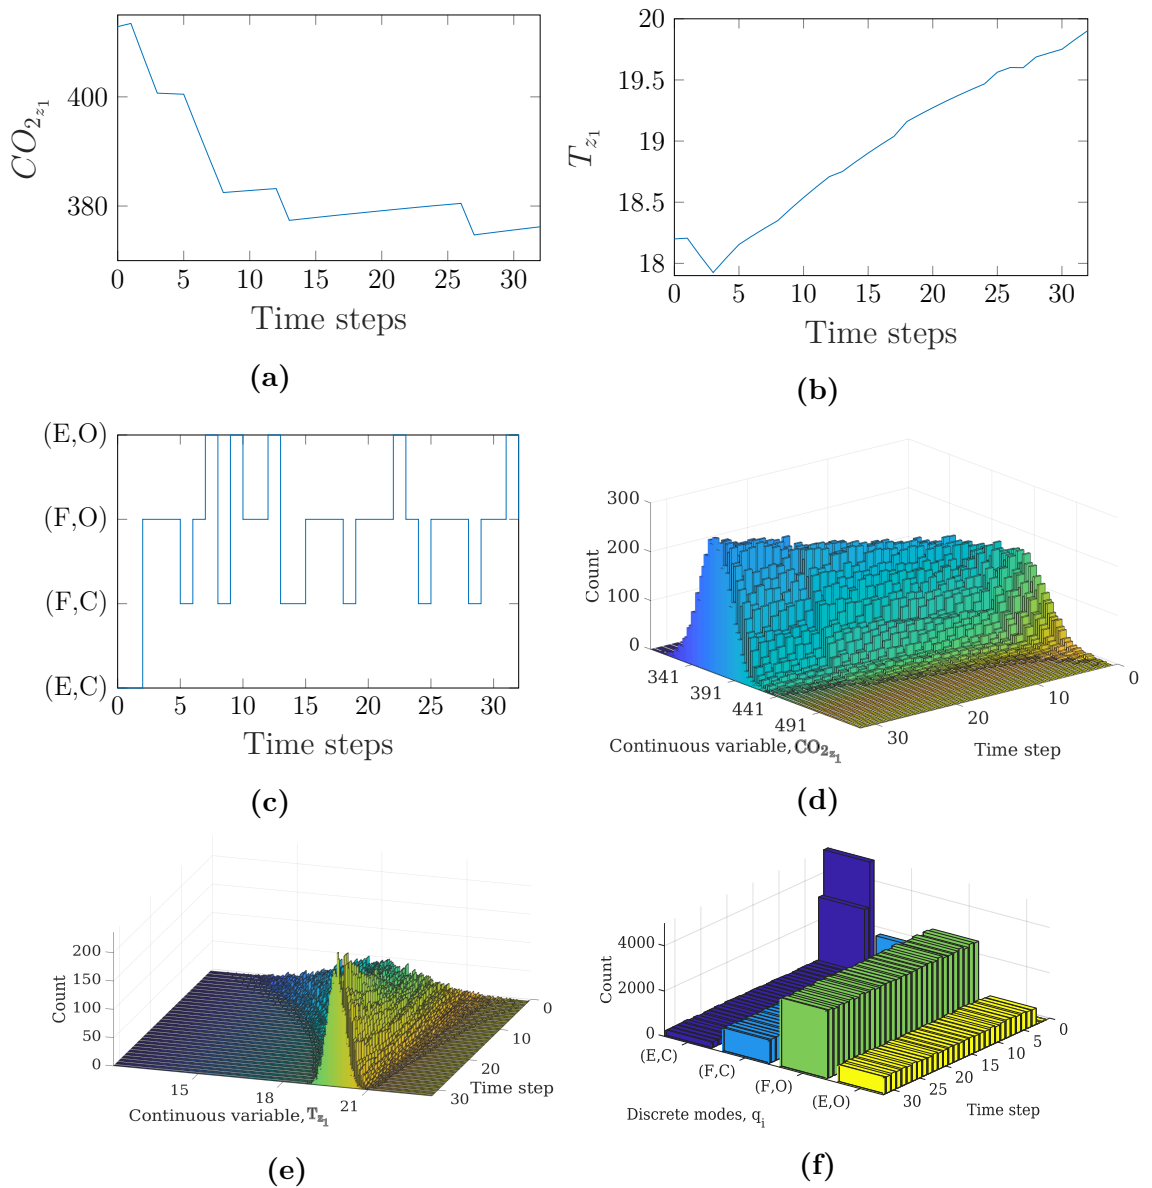 400
380
CO₂z₁
0 5 10 15 20 25 30
Time steps
(a)
20
19.5
19
18.5
18
Tz₁
0 5 10 15 20 25 30
Time steps
(b)
(E,O)
(F,O)
(F,C)
(E,C)
0 5 10 15 20 25 30
Time steps
(c)
300
200
100
0
Count
341 391 441 491
0 10 20 30
Continuous variable, CO₂z₁
Time step
(d)
200
150
100
50
0
Count
15 18 21
0 10 20 30
Continuous variable, Tz₁
Time step
(e)
4000
2000
0
Count
(E,C) (F,C) (F,O) (E,O)
0 5 10 15 20 25 30
Discrete modes, qᵢ
Time step
(f)